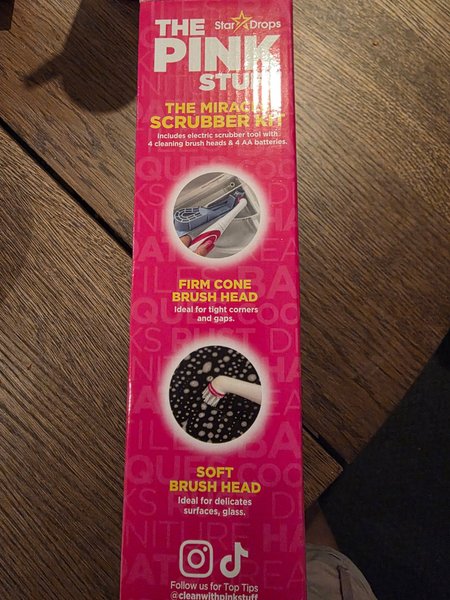 THE
Star Drops
PINK
STUFF
THE MIRACLE
SCRUBBER KIT
Includes electric scrubber tool with
4 cleaning brush heads & 4 AA batteries.
FIRM CONE
BRUSH HEAD
Ideal for tight corners
and gaps.
SOFT
BRUSH HEAD
Ideal for delicates
surfaces, glass.
Follow us for Top Tips
@cleanwithpinkstuff